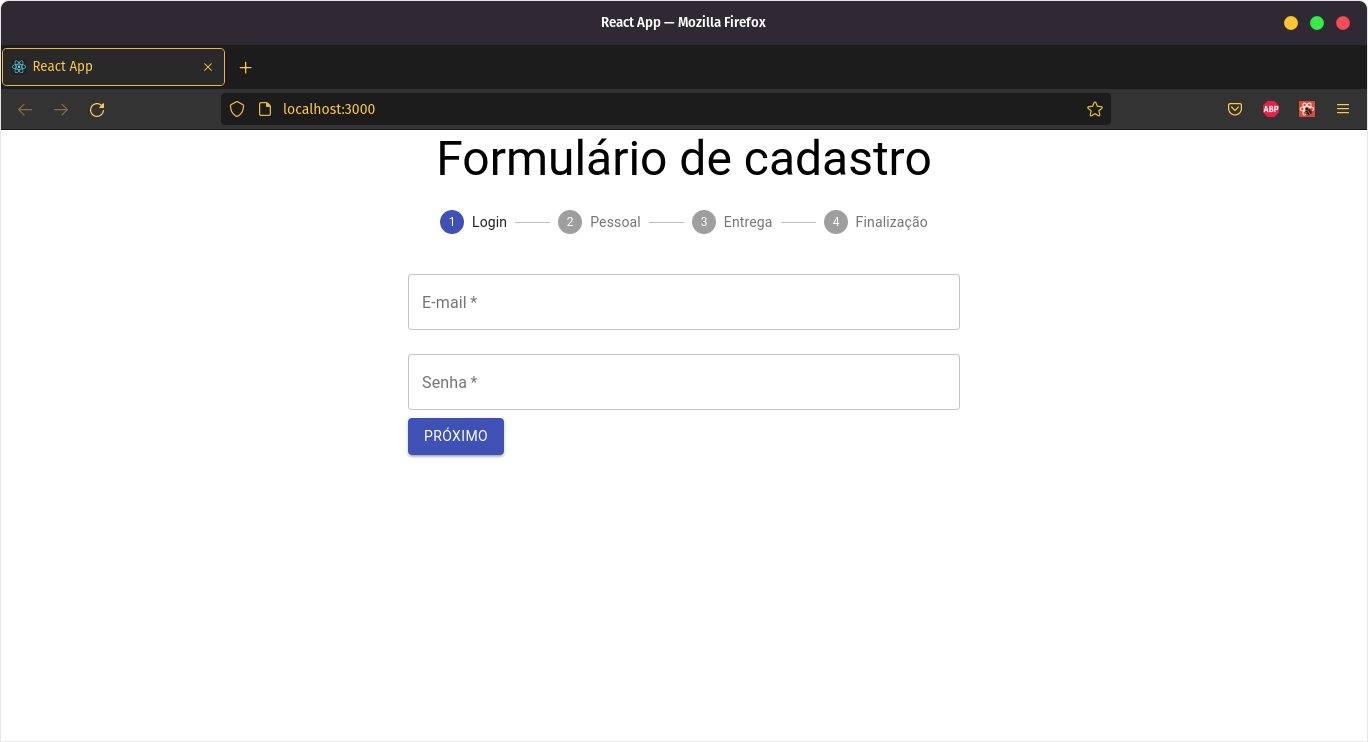 React App — Mozilla Firefox
React App
localhost:3000
ABP
Formulário de cadastro
1 Login 2 Pessoal 3 Entrega 4 Finalização
E-mail *
Senha *
PRÓXIMO